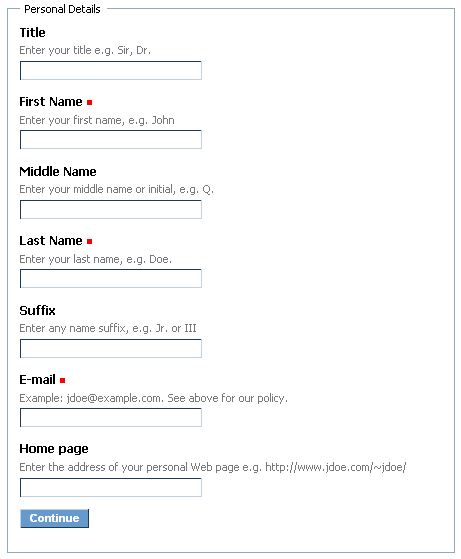 Personal Details
Title
Enter your title e.g. Sir, Dr.
First Name
Enter your first name, e.g. John
Middle Name
Enter your middle name or initial, e.g. Q.
Last Name
Enter your last name, e.g. Doe.
Suffix
Enter any name suffix, e.g. Jr. or III
E-mail
Example: jdoe@example.com. See above for our policy.
Home page
Enter the address of your personal Web page e.g. http://www.jdoe.com/~jdoe/
Continue